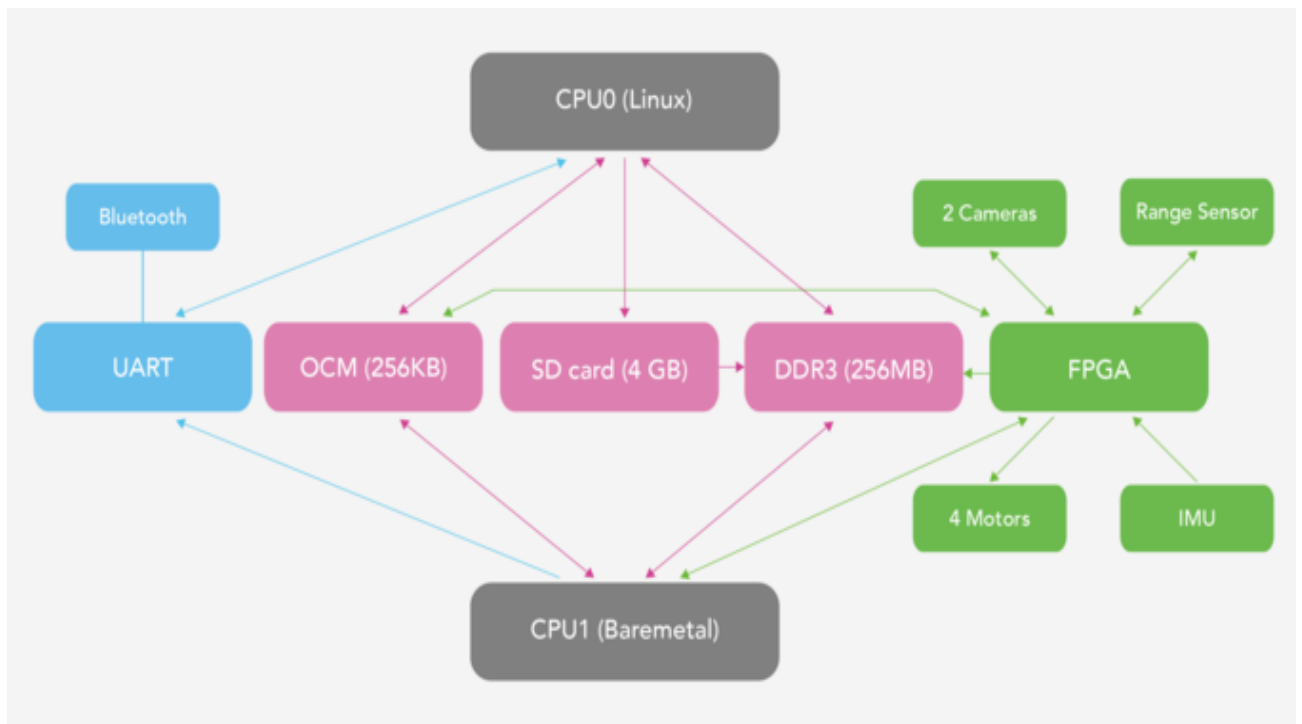 CPU0 (Linux)
Bluetooth
2 Cameras
Range Sensor
UART
OCM (256KB)
SD card (4 GB)
DDR3 (256MB)
FPGA
4 Motors
IMU
CPU1 (Baremetal)